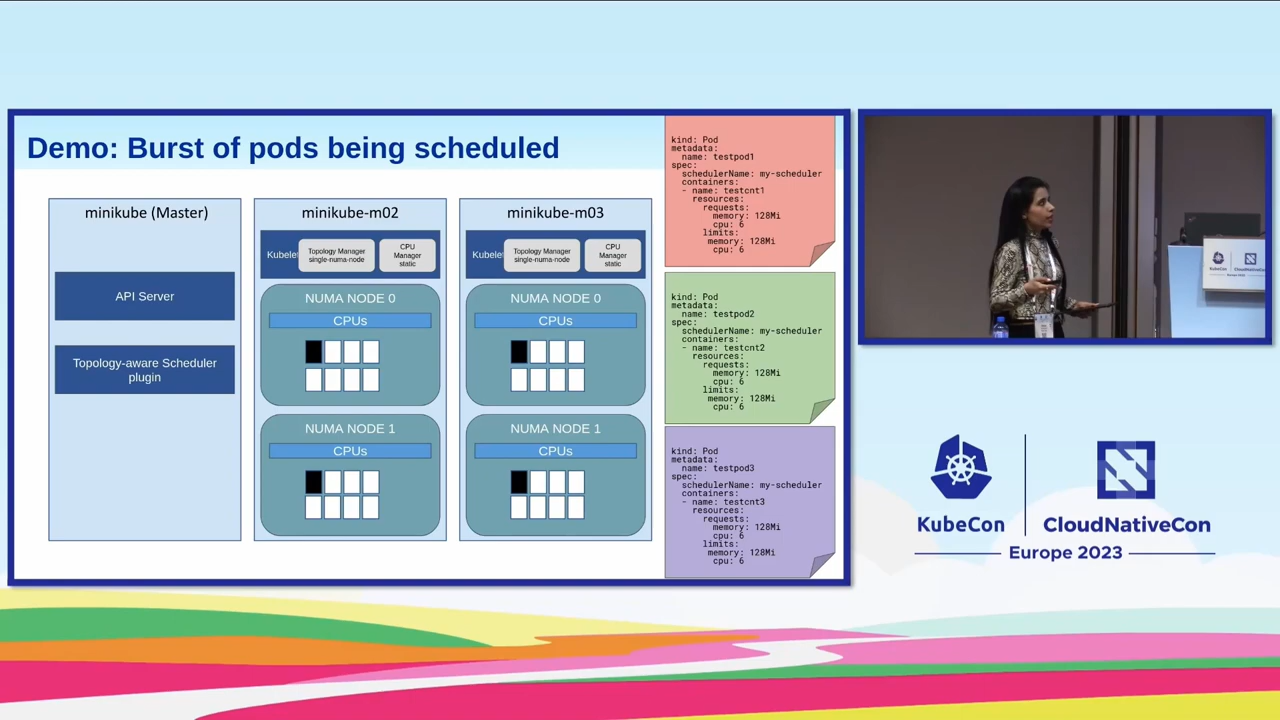 Demo: Burst of pods being scheduled
minikube (Master)
API Server
Topology-aware Scheduler
plugin
minikube-m02
Kubelet
Topology Manager
single-numa-node
CPU
Manager
static
NUMA NODE 0
CPUs
NUMA NODE 1
CPUs
minikube-m03
Kubelet
Topology Manager
single-numa-node
CPU
Manager
static
NUMA NODE 0
CPUs
NUMA NODE 1
CPUs
kind: Pod
metadata:
name: testpod1
spec:
schedulerName: my-scheduler
containers:
- name: testcnt1
resources:
requests:
memory: 128Mi
cpu: 6
limits:
memory: 128Mi
cpu: 6
kind: Pod
metadata:
name: testpod2
spec:
schedulerName: my-scheduler
containers:
- name: testcnt2
resources:
requests:
memory: 128Mi
cpu: 6
limits:
memory: 128Mi
cpu: 6
kind: Pod
metadata:
name: testpod3
spec:
schedulerName: my-scheduler
containers:
- name: testcnt3
resources:
requests:
memory: 128Mi
cpu: 6
limits:
memory: 128Mi
cpu: 6
KubeCon CloudNativeCon
KubeCon CloudNativeCon
Europe 2023